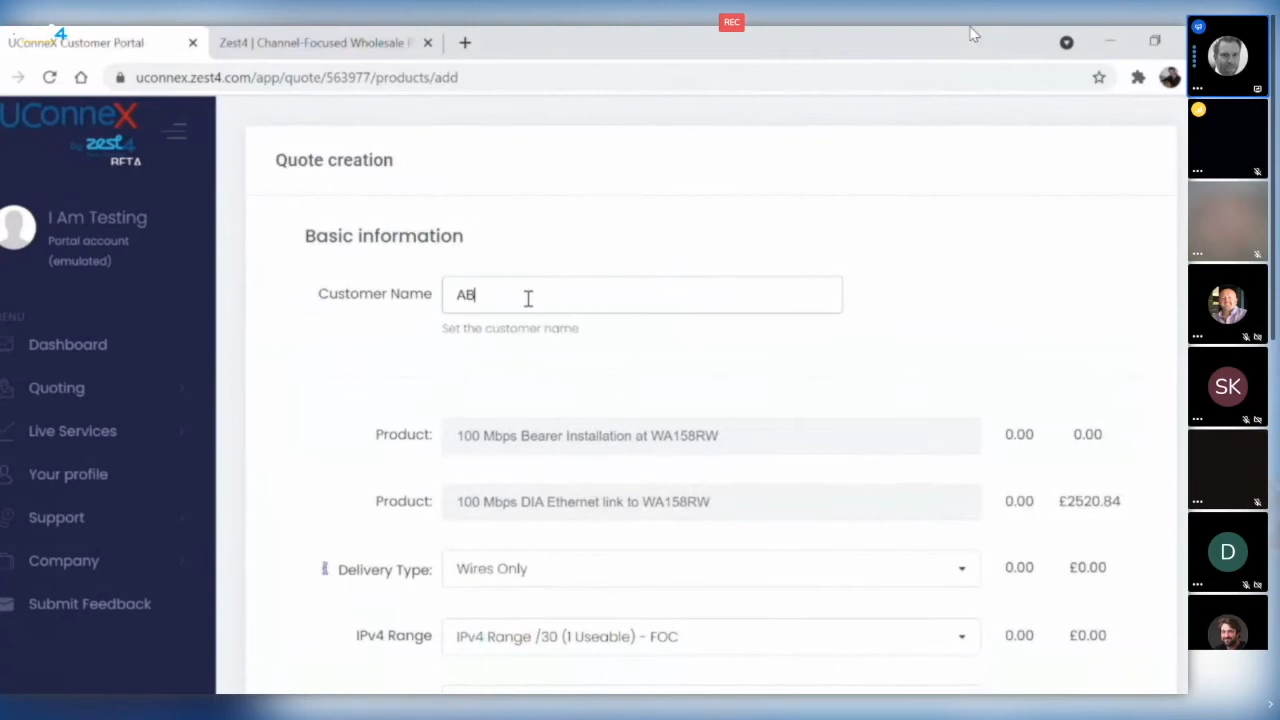 REC
4
UConneX Customer Portal
Zest4 | Channel-Focused Wholesale P
uconnex.zest4.com/app/quote/563977/products/add
UConneX
By zest4
BETA
I Am Testing
Portal account
(emulated)
MENU
Dashboard
Quoting
Live Services
Your profile
Support
Company
Submit Feedback
Quote creation
Basic information
Customer Name AB
Set the customer name
Product: 100 Mbps Bearer Installation at WA158RW 0.00 0.00
Product: 100 Mbps DIA Ethernet link to WA158RW 0.00 £2520.84
Delivery Type: Wires Only 0.00 £0.00
IPv4 Range IPv4 Range /30 (1 Useable) - FOC 0.00 £0.00
SK
D